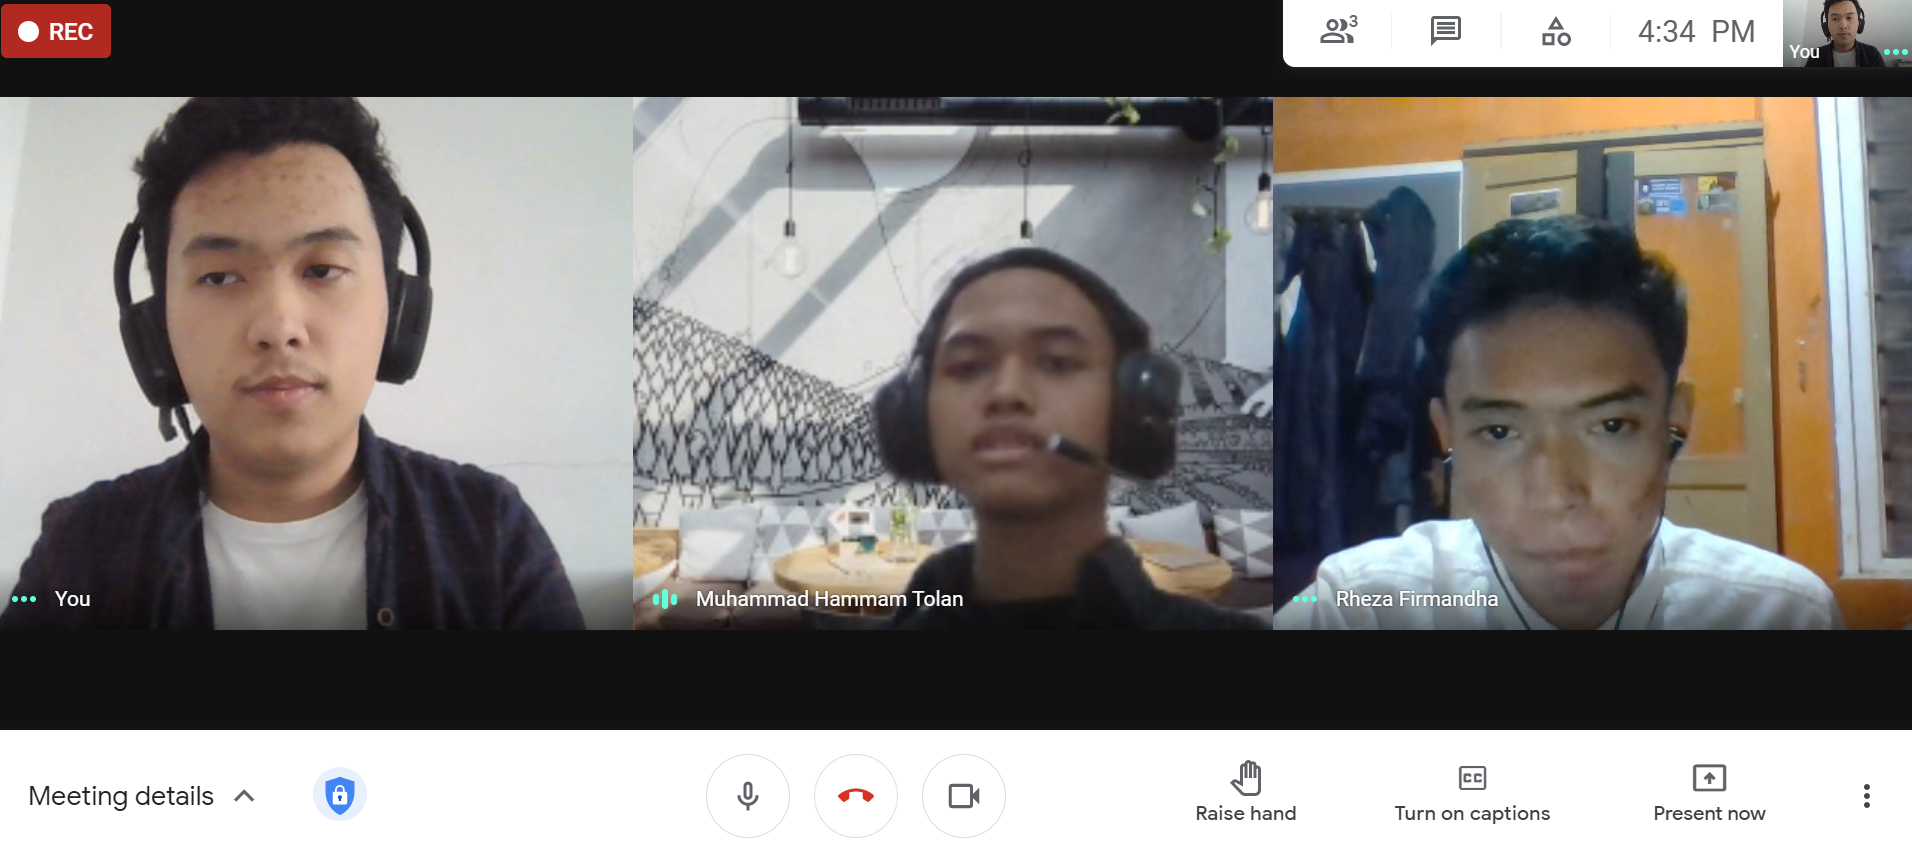 REC
3
4:34 PM
You
You
Muhammad Hammam Tolan
Rheza Firmandha
Meeting details
CC
Raise hand
Turn on captions
Present now